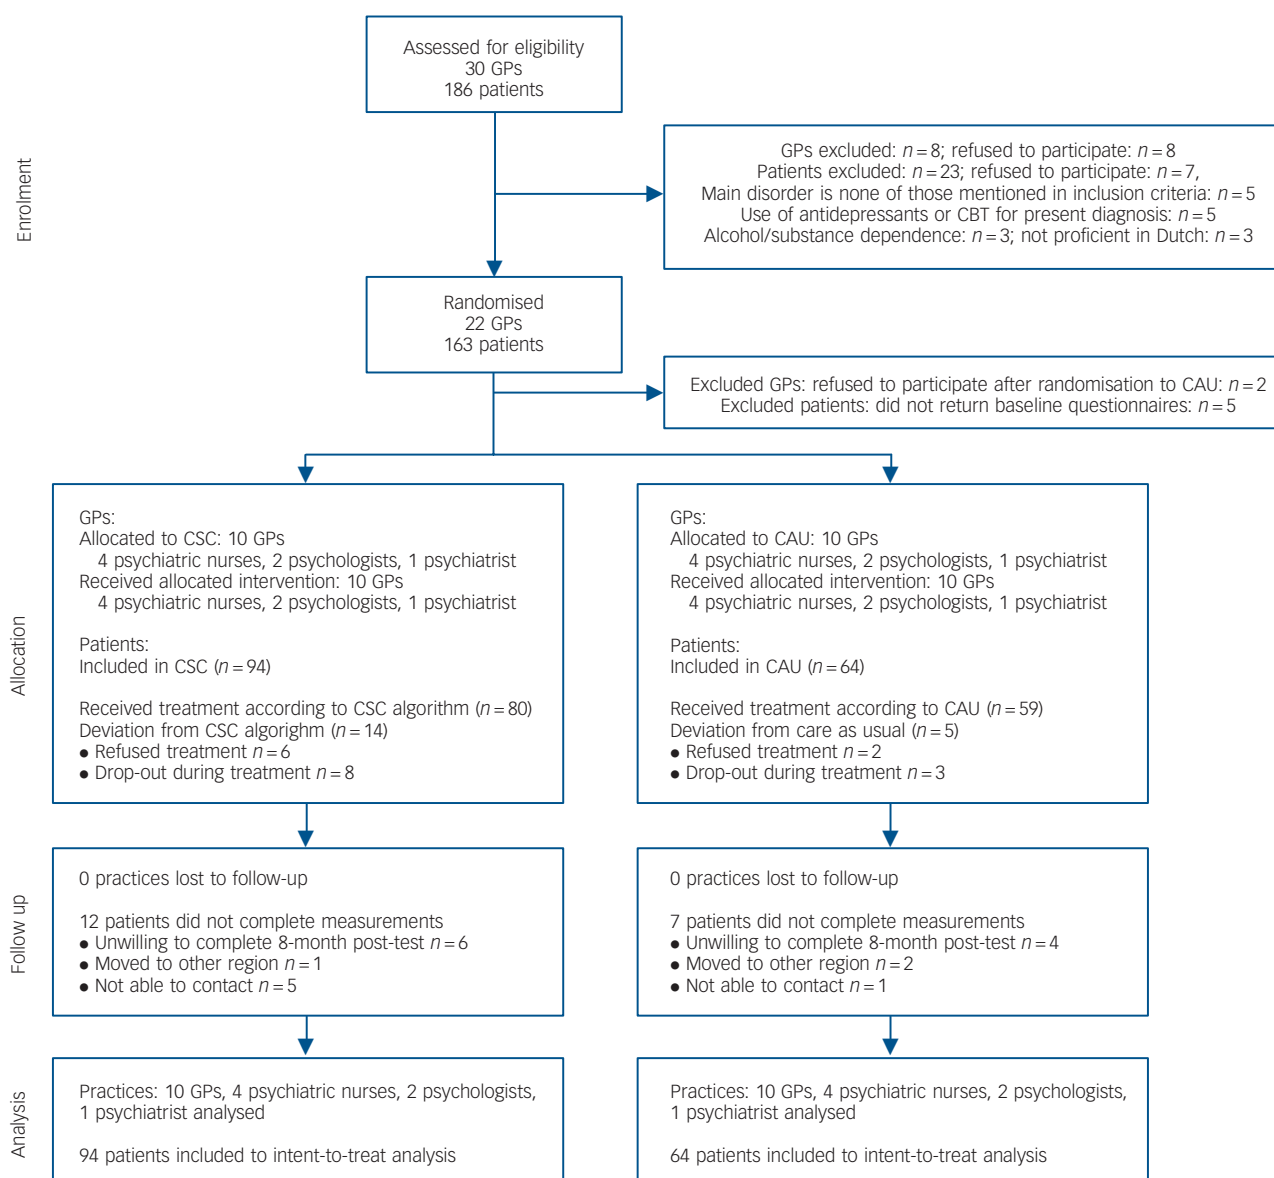 Assessed for eligibility
30 GPs
186 patients
Enrolment
GPs excluded: n = 8; refused to participate: n = 8
Patients excluded: n = 23; refused to participate: n = 7,
Main disorder is none of those mentioned in inclusion criteria: n = 5
Use of antidepressants or CBT for present diagnosis: n = 5
Alcohol/substance dependence: n = 3; not proficient in Dutch: n = 3
Randomised
22 GPs
163 patients
Excluded GPs: refused to participate after randomisation to CAU: n = 2
Excluded patients: did not return baseline questionnaires: n = 5
Allocation
GPs:
Allocated to CSC: 10 GPs
4 psychiatric nurses, 2 psychologists, 1 psychiatrist
Received allocated intervention: 10 GPs
4 psychiatric nurses, 2 psychologists, 1 psychiatrist
Patients:
Included in CSC (n = 94)
Received treatment according to CSC algorithm (n = 80)
Deviation from CSC algorighm (n = 14)
● Refused treatment n = 6
● Drop-out during treatment n = 8
GPs:
Allocated to CAU: 10 GPs
4 psychiatric nurses, 2 psychologists, 1 psychiatrist
Received allocated intervention: 10 GPs
4 psychiatric nurses, 2 psychologists, 1 psychiatrist
Patients:
Included in CAU (n = 64)
Received treatment according to CAU (n = 59)
Deviation from care as usual (n = 5)
● Refused treatment n = 2
● Drop-out during treatment n = 3
Follow up
0 practices lost to follow-up
12 patients did not complete measurements
● Unwilling to complete 8-month post-test n = 6
● Moved to other region n = 1
● Not able to contact n = 5
0 practices lost to follow-up
7 patients did not complete measurements
● Unwilling to complete 8-month post-test n = 4
● Moved to other region n = 2
● Not able to contact n = 1
Analysis
Practices: 10 GPs, 4 psychiatric nurses, 2 psychologists,
1 psychiatrist analysed
94 patients included to intent-to-treat analysis
Practices: 10 GPs, 4 psychiatric nurses, 2 psychologists,
1 psychiatrist analysed
64 patients included to intent-to-treat analysis